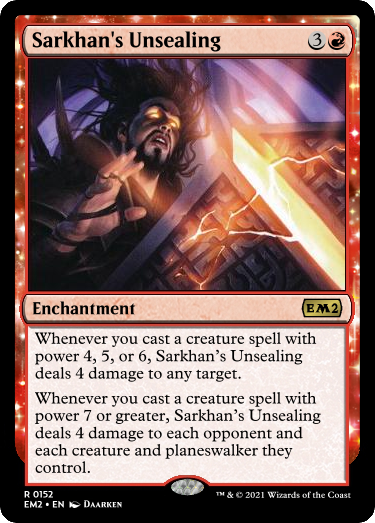 Sarkhan's Unsealing 3
Enchantment EM2
Whenever you cast a creature spell with
power 4, 5, or 6, Sarkhan's Unsealing
deals 4 damage to any target.
Whenever you cast a creature spell with
power 7 or greater, Sarkhan's Unsealing
deals 4 damage to each opponent and
each creature and planeswalker they
control.
R 0152
EM2 • EN DAARKEN
™ & © 2021 Wizards of the Coast